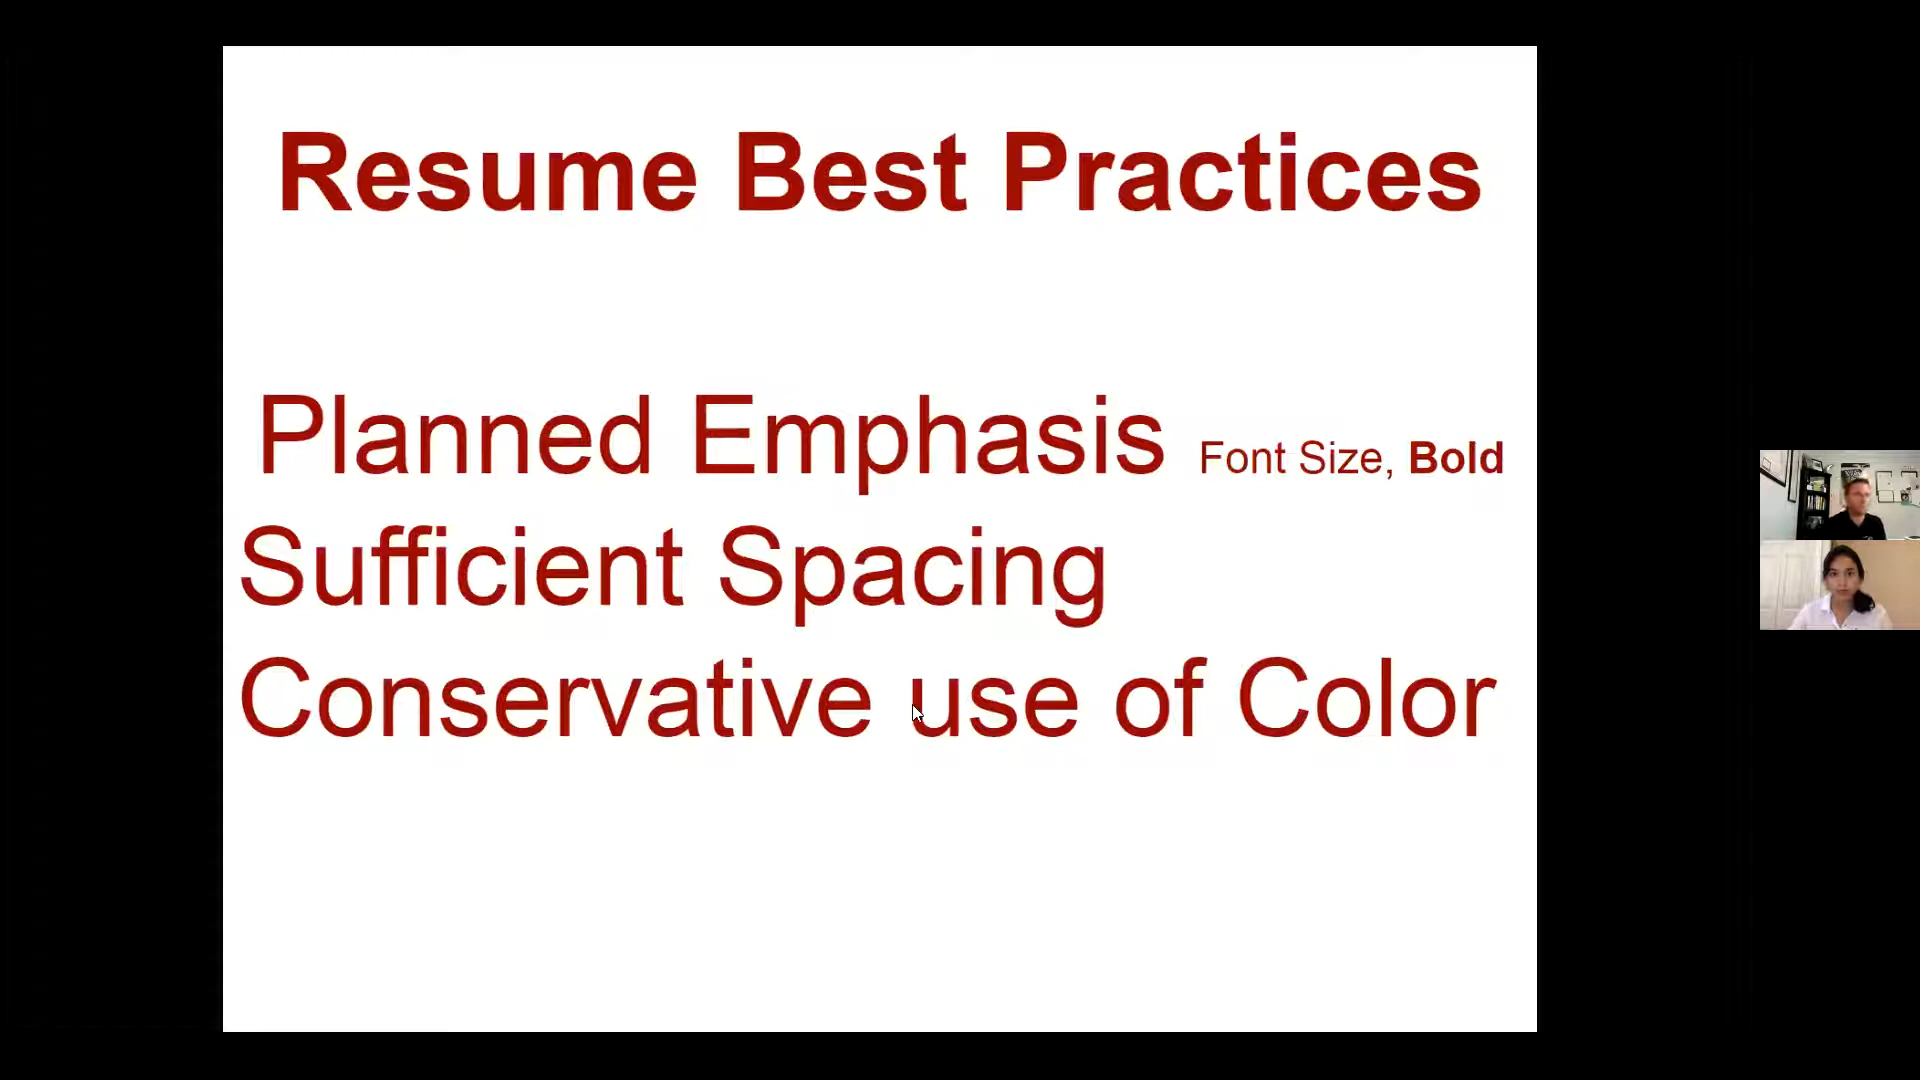 Resume Best Practices
Planned Emphasis Font Size, Bold
Sufficient Spacing
Conservative use of Color